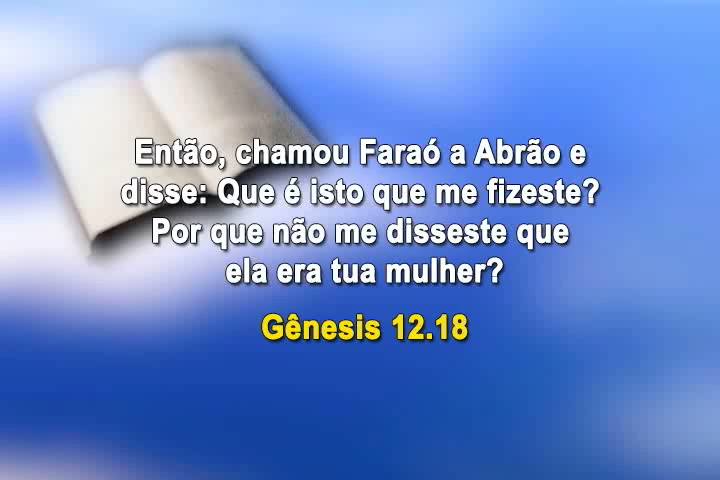 Então, chamou Faraó a Abrão e
disse: Que é isto que me fizeste?
Por que não me disseste que
ela era tua mulher?
Gênesis 12.18